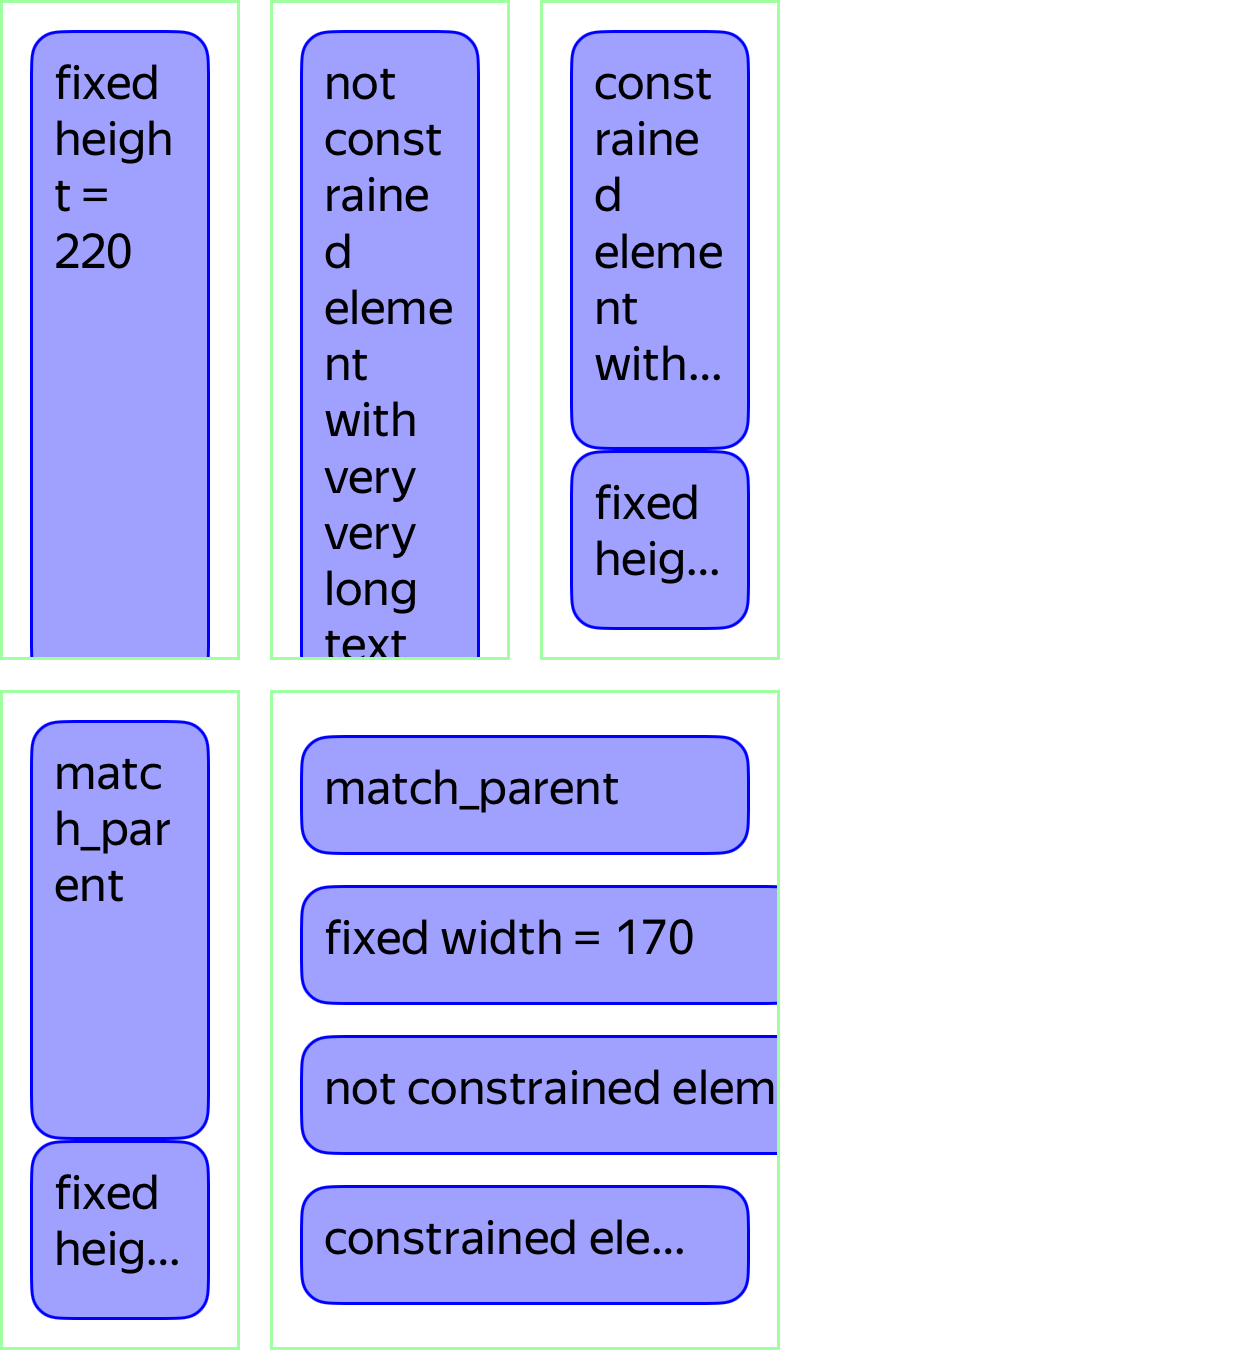 fixed
heigh
t =
220
not
const
raine
d
eleme
nt
with
very
very
long
text
const
raine
d
eleme
nt
with...
fixed
heig...
matc
h_par
ent
fixed
heig...
match_parent
fixed width = 170
not constrained elem
constrained ele...